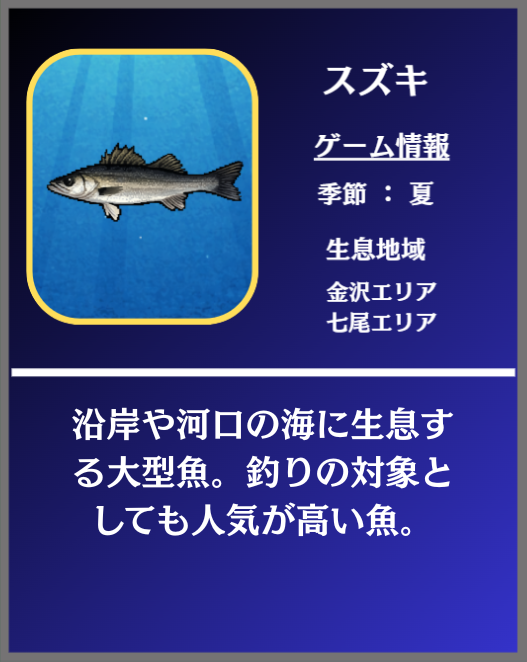 スズキ
ゲーム情報
季節 : 夏
生息地域
金沢エリア
七尾エリア
沿岸や河口の海に生息す
る大型魚。釣りの対象と
しても人気が高い魚。